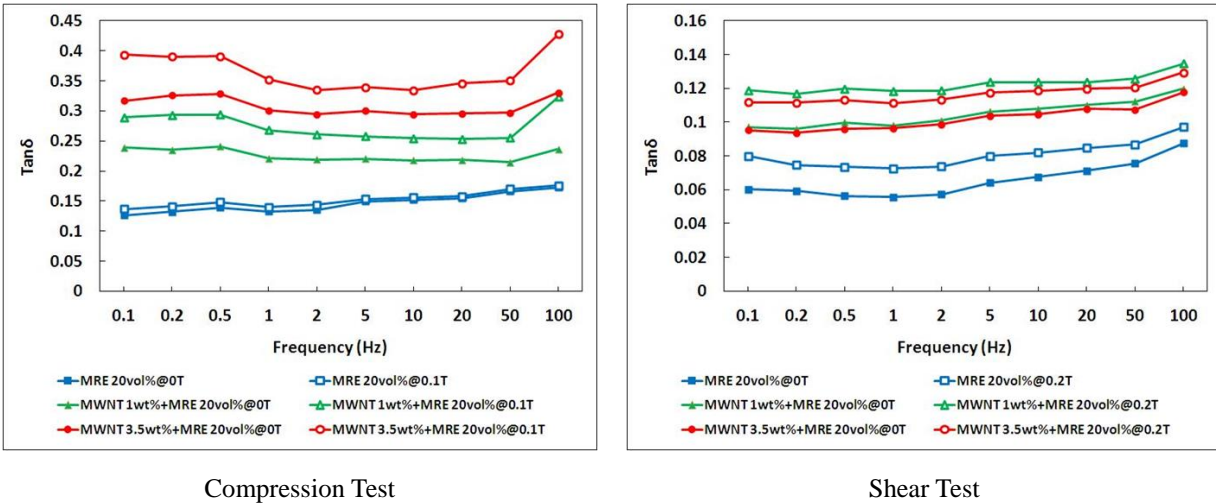 0.45
0.4
0.35
0.3
0.25
0.2
0.15
0.1
0.05
0
Tanδ
0.1 0.2 0.5 1 2 5 10 20 50 100
Frequency (Hz)
MRE 20vol%@0T MRE 20vol%@0.1T
MWNT 1wt%+MRE 20vol%@0T MWNT 1wt%+MRE 20vol%@0.1T
MWNT 3.5wt%+MRE 20vol%@0T MWNT 3.5wt%+MRE 20vol%@0.1T
Compression Test
0.16
0.14
0.12
0.1
0.08
0.06
0.04
0.02
0
Tanδ
0.1 0.2 0.5 1 2 5 10 20 50 100
Frequency (Hz)
MRE 20vol%@0T MRE 20vol%@0.2T
MWNT 1wt%+MRE 20vol%@0T MWNT 1wt%+MRE 20vol%@0.2T
MWNT 3.5wt%+MRE 20vol%@0T MWNT 3.5wt%+MRE 20vol%@0.2T
Shear Test